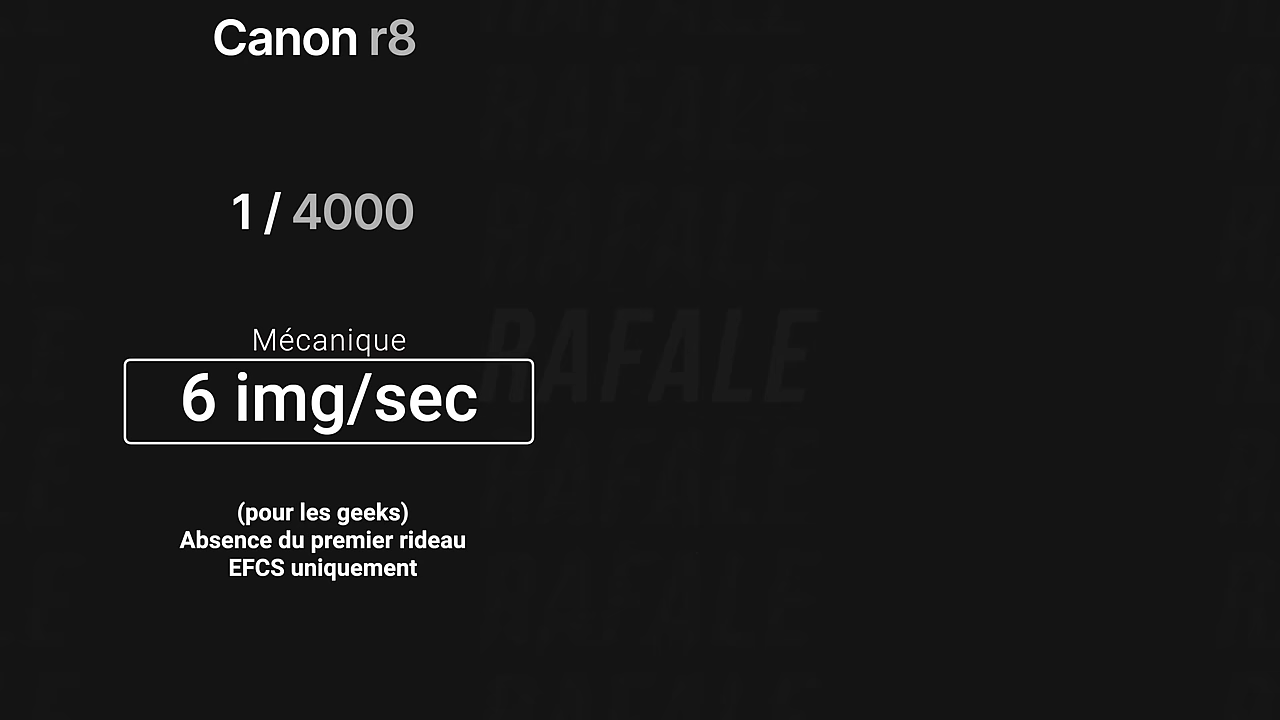 Canon r8
1 / 4000
Mécanique
6 img/sec
RAFALE
(pour les geeks)
Absence du premier rideau
EFCS uniquement